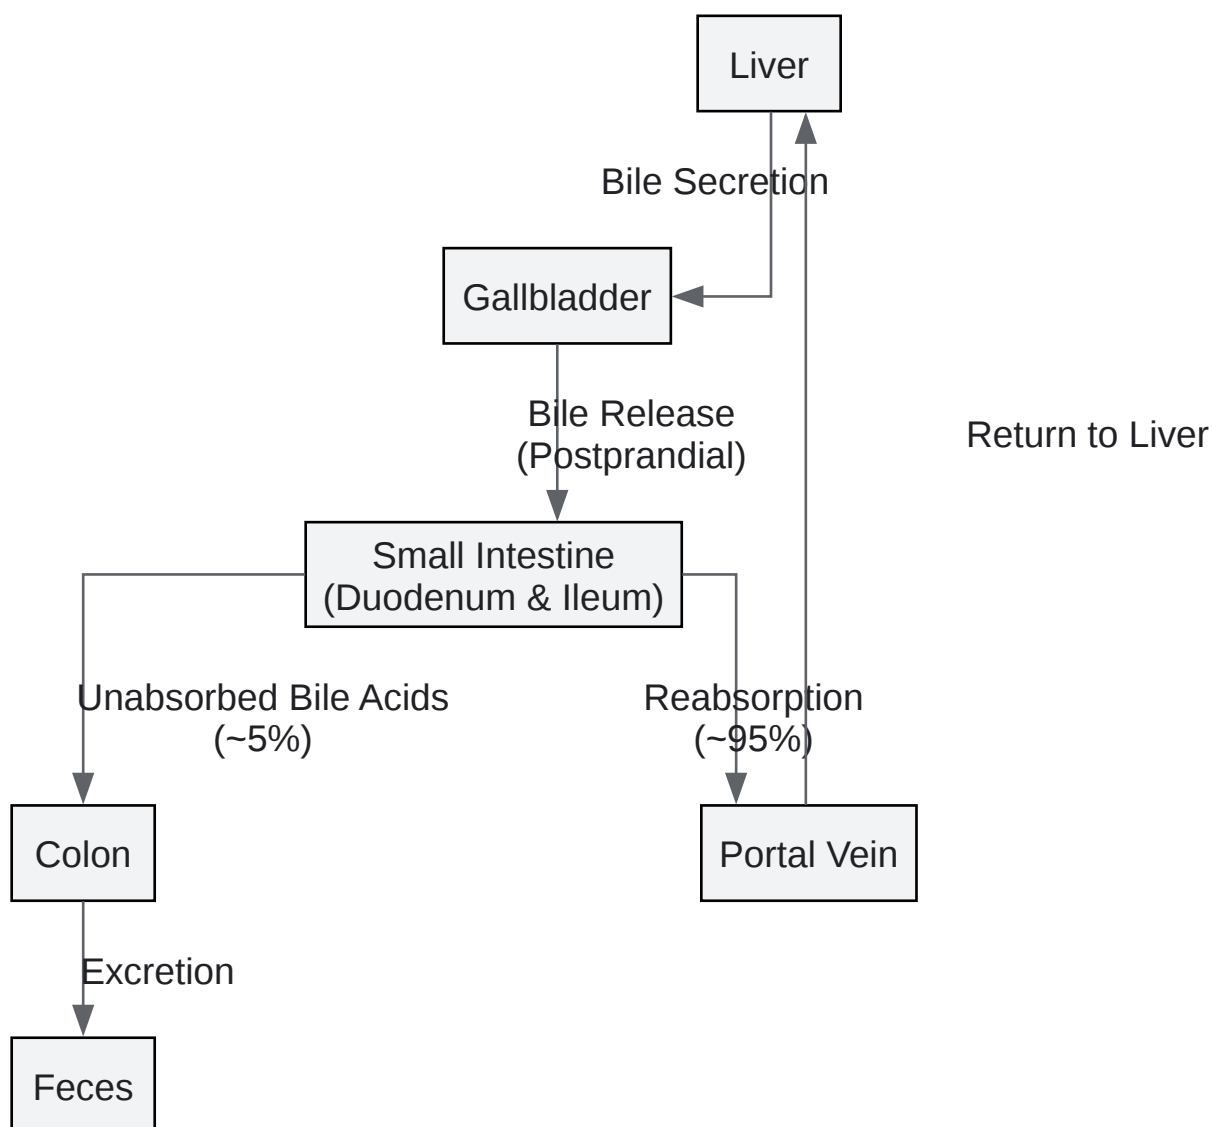 Liver
Bile Secretion
Gallbladder
Bile Release
(Postprandial)
Return to Liver
Small Intestine
(Duodenum & Ileum)
Unabsorbed Bile Acids
(~5%)
Reabsorption
(~95%)
Colon
Portal Vein
Excretion
Feces